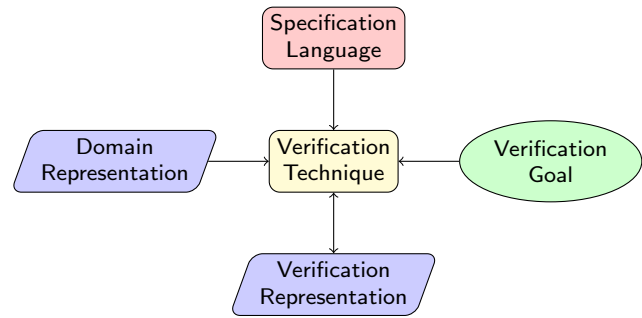 Specification
Language
Domain
Representation
Verification
Technique
Verification
Goal
Verification
Representation